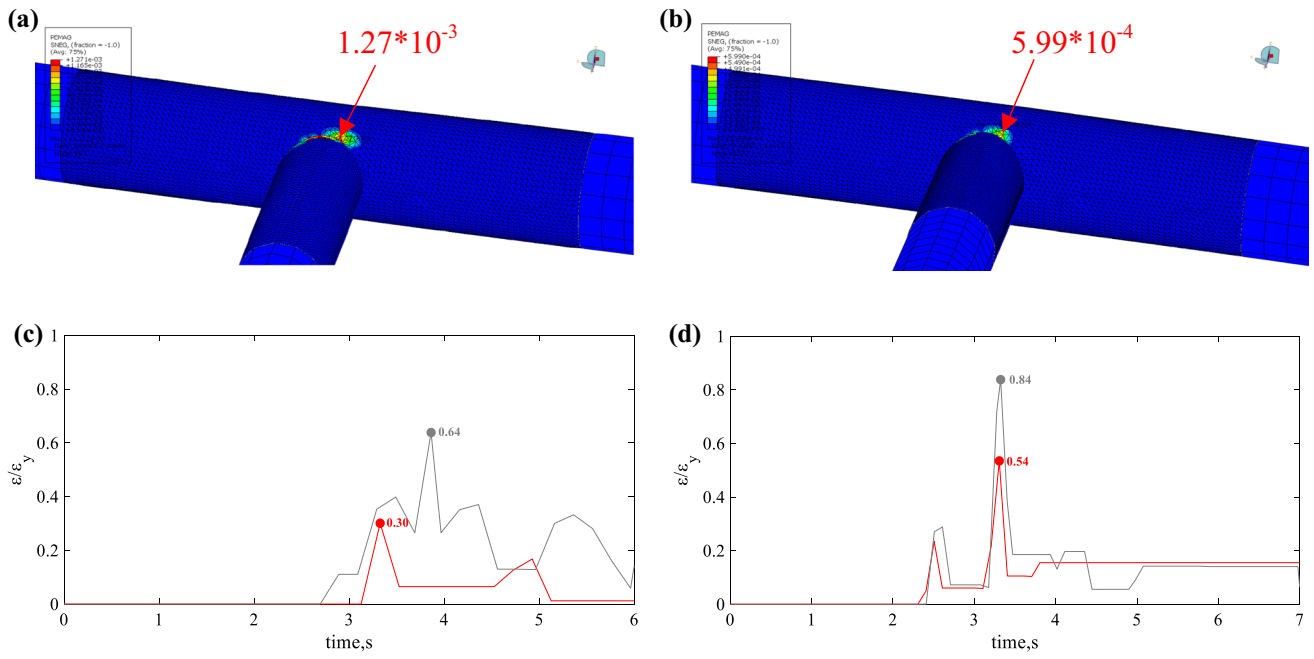 (a)
1.27*10-3
PEMAG
SNEG, (fraction = -1.0)
(Avg: 75%)
+1.271e-03
+1.165e-03
(b)
5.99*10-4
PEMAG
SNEG, (fraction = -1.0)
(Avg: 75%)
+5.990e-04
+5.490e-04
+4.991e-04
(c)
1
0.8
0.6
0.4
0.2
0
ε/εy
0.64
0.30
0 1 2 3 4 5 6
time,s
(d)
1
0.8
0.6
0.4
0.2
0
ε/εy
0.84
0.54
0 1 2 3 4 5 6 7
time,s